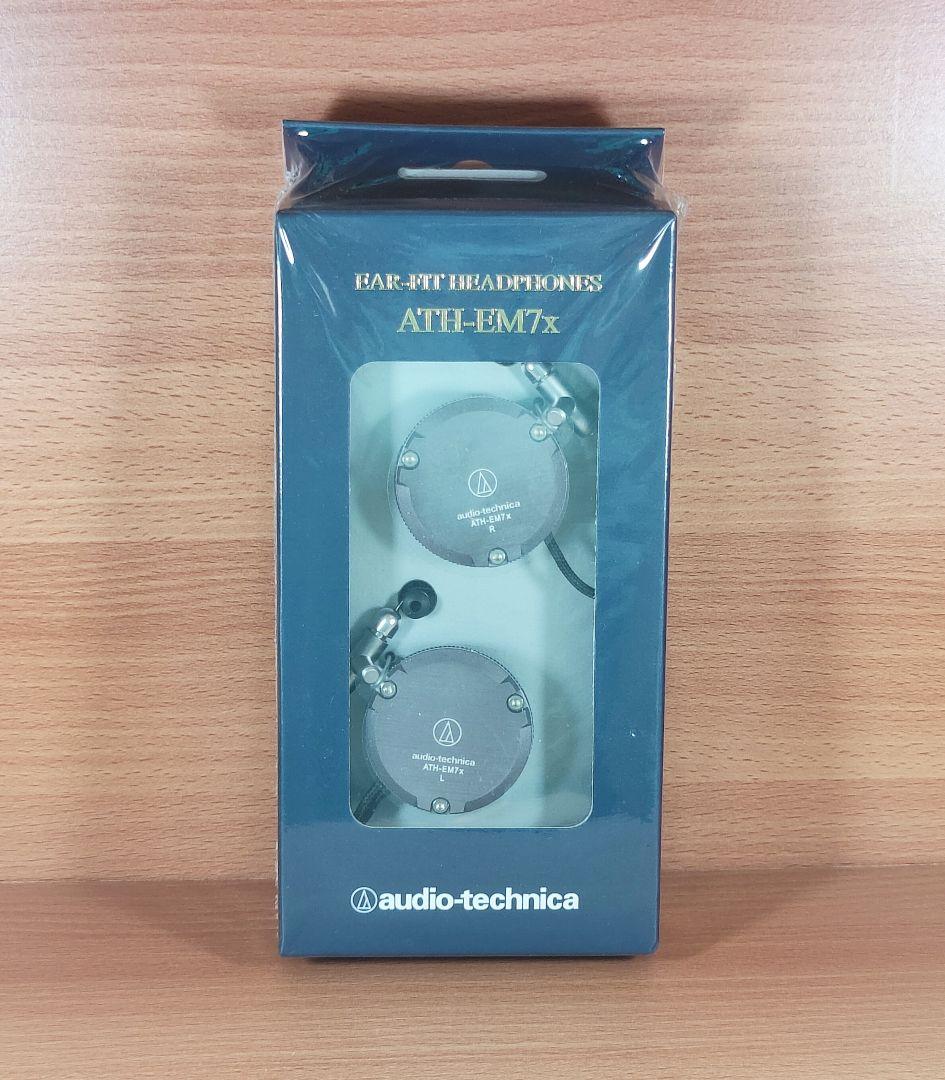 EAR-FIT HEADPHONES
ATH-EM7x
audio-technica
ATH-EM7x
R
audio-technica
ATH-EM7x
L
audio-technica